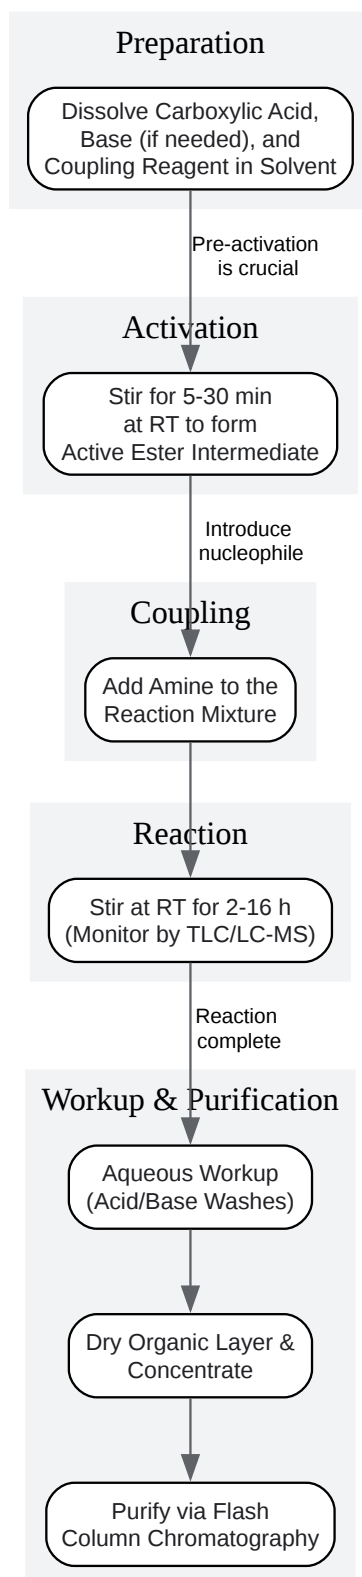 Preparation
Dissolve Carboxylic Acid,
Base (if needed), and
Coupling Reagent in Solvent
Pre-activation
is crucial
Activation
Stir for 5-30 min
at RT to form
Active Ester Intermediate
Introduce
nucleophile
Coupling
Add Amine to the
Reaction Mixture
Reaction
Stir at RT for 2-16 h
(Monitor by TLC/LC-MS)
Reaction
complete
Workup & Purification
Aqueous Workup
(Acid/Base Washes)
Dry Organic Layer &
Concentrate
Purify via Flash
Column Chromatography